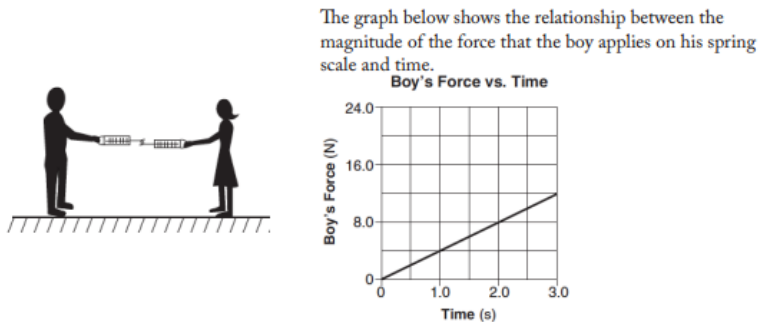 The graph below shows the relationship between the
magnitude of the force that the boy applies on his spring
scale and time.
Boy's Force vs. Time
24.0
16.0
8.0
0
Boy's Force (N)
0 1.0 2.0 3.0
Time (s)